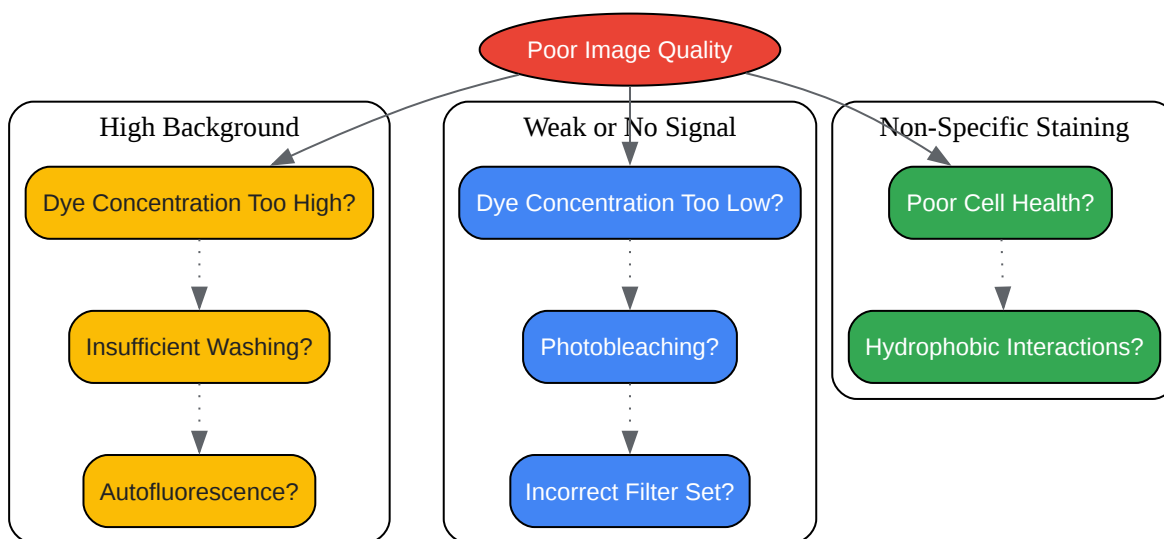 Poor Image Quality
High Background
Dye Concentration Too High?
Insufficient Washing?
Autofluorescence?
Weak or No Signal
Dye Concentration Too Low?
Photobleaching?
Incorrect Filter Set?
Non-Specific Staining
Poor Cell Health?
Hydrophobic Interactions?